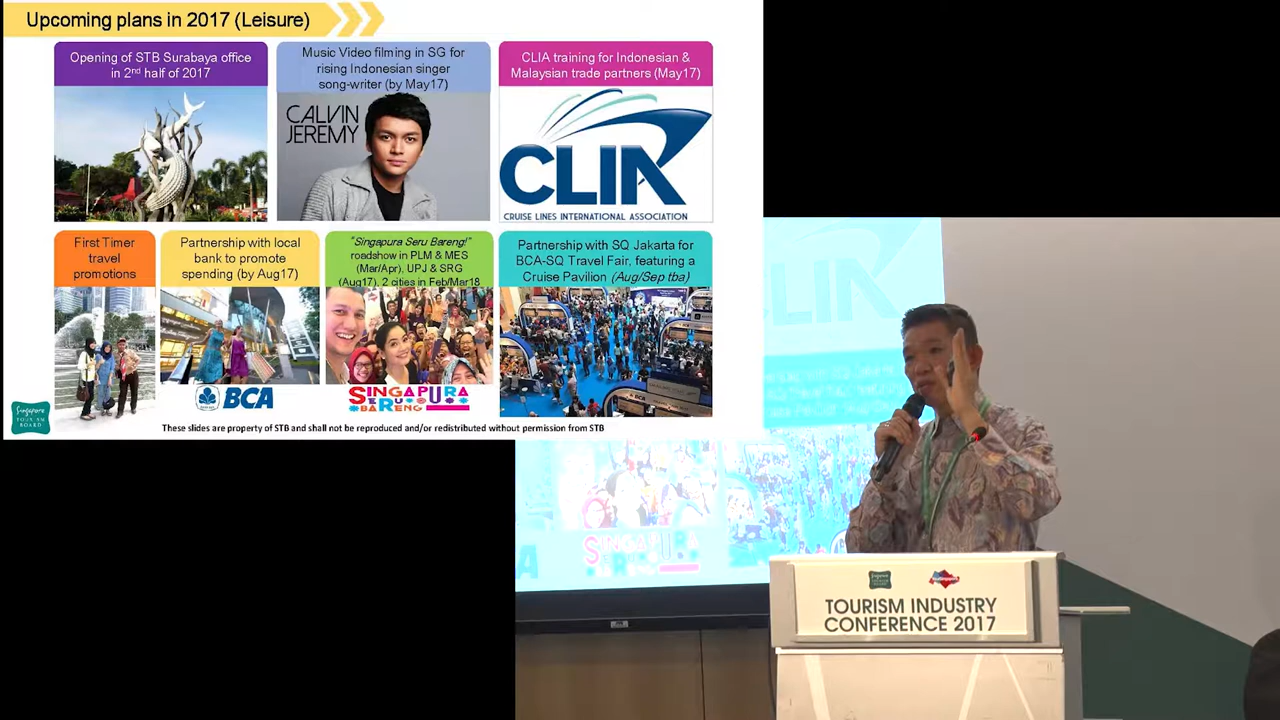 Upcoming plans in 2017 (Leisure)
Opening of STB Surabaya office
in 2nd half of 2017
Music Video filming in SG for
rising Indonesian singer
song-writer (by May17)
CLIA training for Indonesian &
Malaysian trade partners (May17)
CALVIN
JEREMY
CLIA
CRUISE LINES INTERNATIONAL ASSOCIATION
First Timer
travel
promotions
Partnership with local
bank to promote
spending (by Aug17)
"Singapura Seru Bareng!"
roadshow in PLM & MES
(Mar/Apr), UPJ & SRG
(Aug17), 2 cities in Feb/Mar18
Partnership with SQ Jakarta for
BCA-SQ Travel Fair, featuring a
Cruise Pavilion (Aug/Sep tba)
BCA
SINGAPURA
SERU
BARENG
BCA
Singapore
TOURISM
BOARD
These slides are property of STB and shall not be reproduced and/or redistributed without permission from STB
CLIA
SINGAPURA
TOURISM INDUSTRY
CONFERENCE 2017